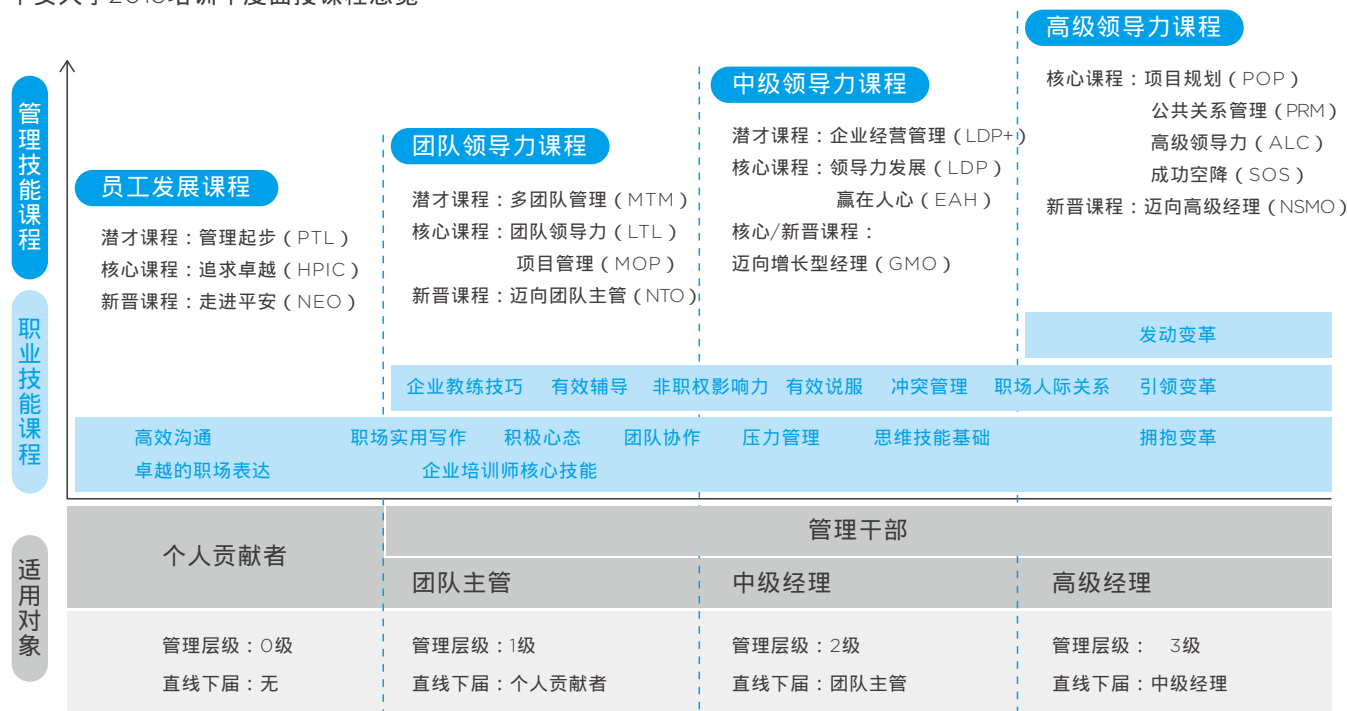 高级领导力课程
核心课程：项目规划（POP）
公共关系管理（PRM）
高级领导力（ALC）
成功空降（SOS）
新晋课程：迈向高级经理（NSMO）
中级领导力课程
潜才课程：企业经营管理（LDP+）
核心课程：领导力发展（LDP）
赢在人心（EAH）
核心/新晋课程：
迈向增长型经理（GMO）
团队领导力课程
潜才课程：多团队管理（MTM）
核心课程：团队领导力（LTL）
项目管理（MOP）
新晋课程：迈向团队主管（NTO）
员工发展课程
潜才课程：管理起步（PTL）
核心课程：追求卓越（HPIC）
新晋课程：走进平安（NEO）
管理技能课程
职业技能课程
发动变革
企业教练技巧 有效辅导 非职权影响力 有效说服 冲突管理 职场人际关系 引领变革
高效沟通 职场实用写作 积极心态 团队协作 压力管理 思维技能基础 拥抱变革
卓越的职场表达 企业培训师核心技能
适用对象
个人贡献者
管理干部
团队主管 中级经理 高级经理
管理层级：0级 管理层级：1级 管理层级：2级 管理层级： 3级
直线下届：无 直线下届：个人贡献者 直线下届：团队主管 直线下届：中级经理